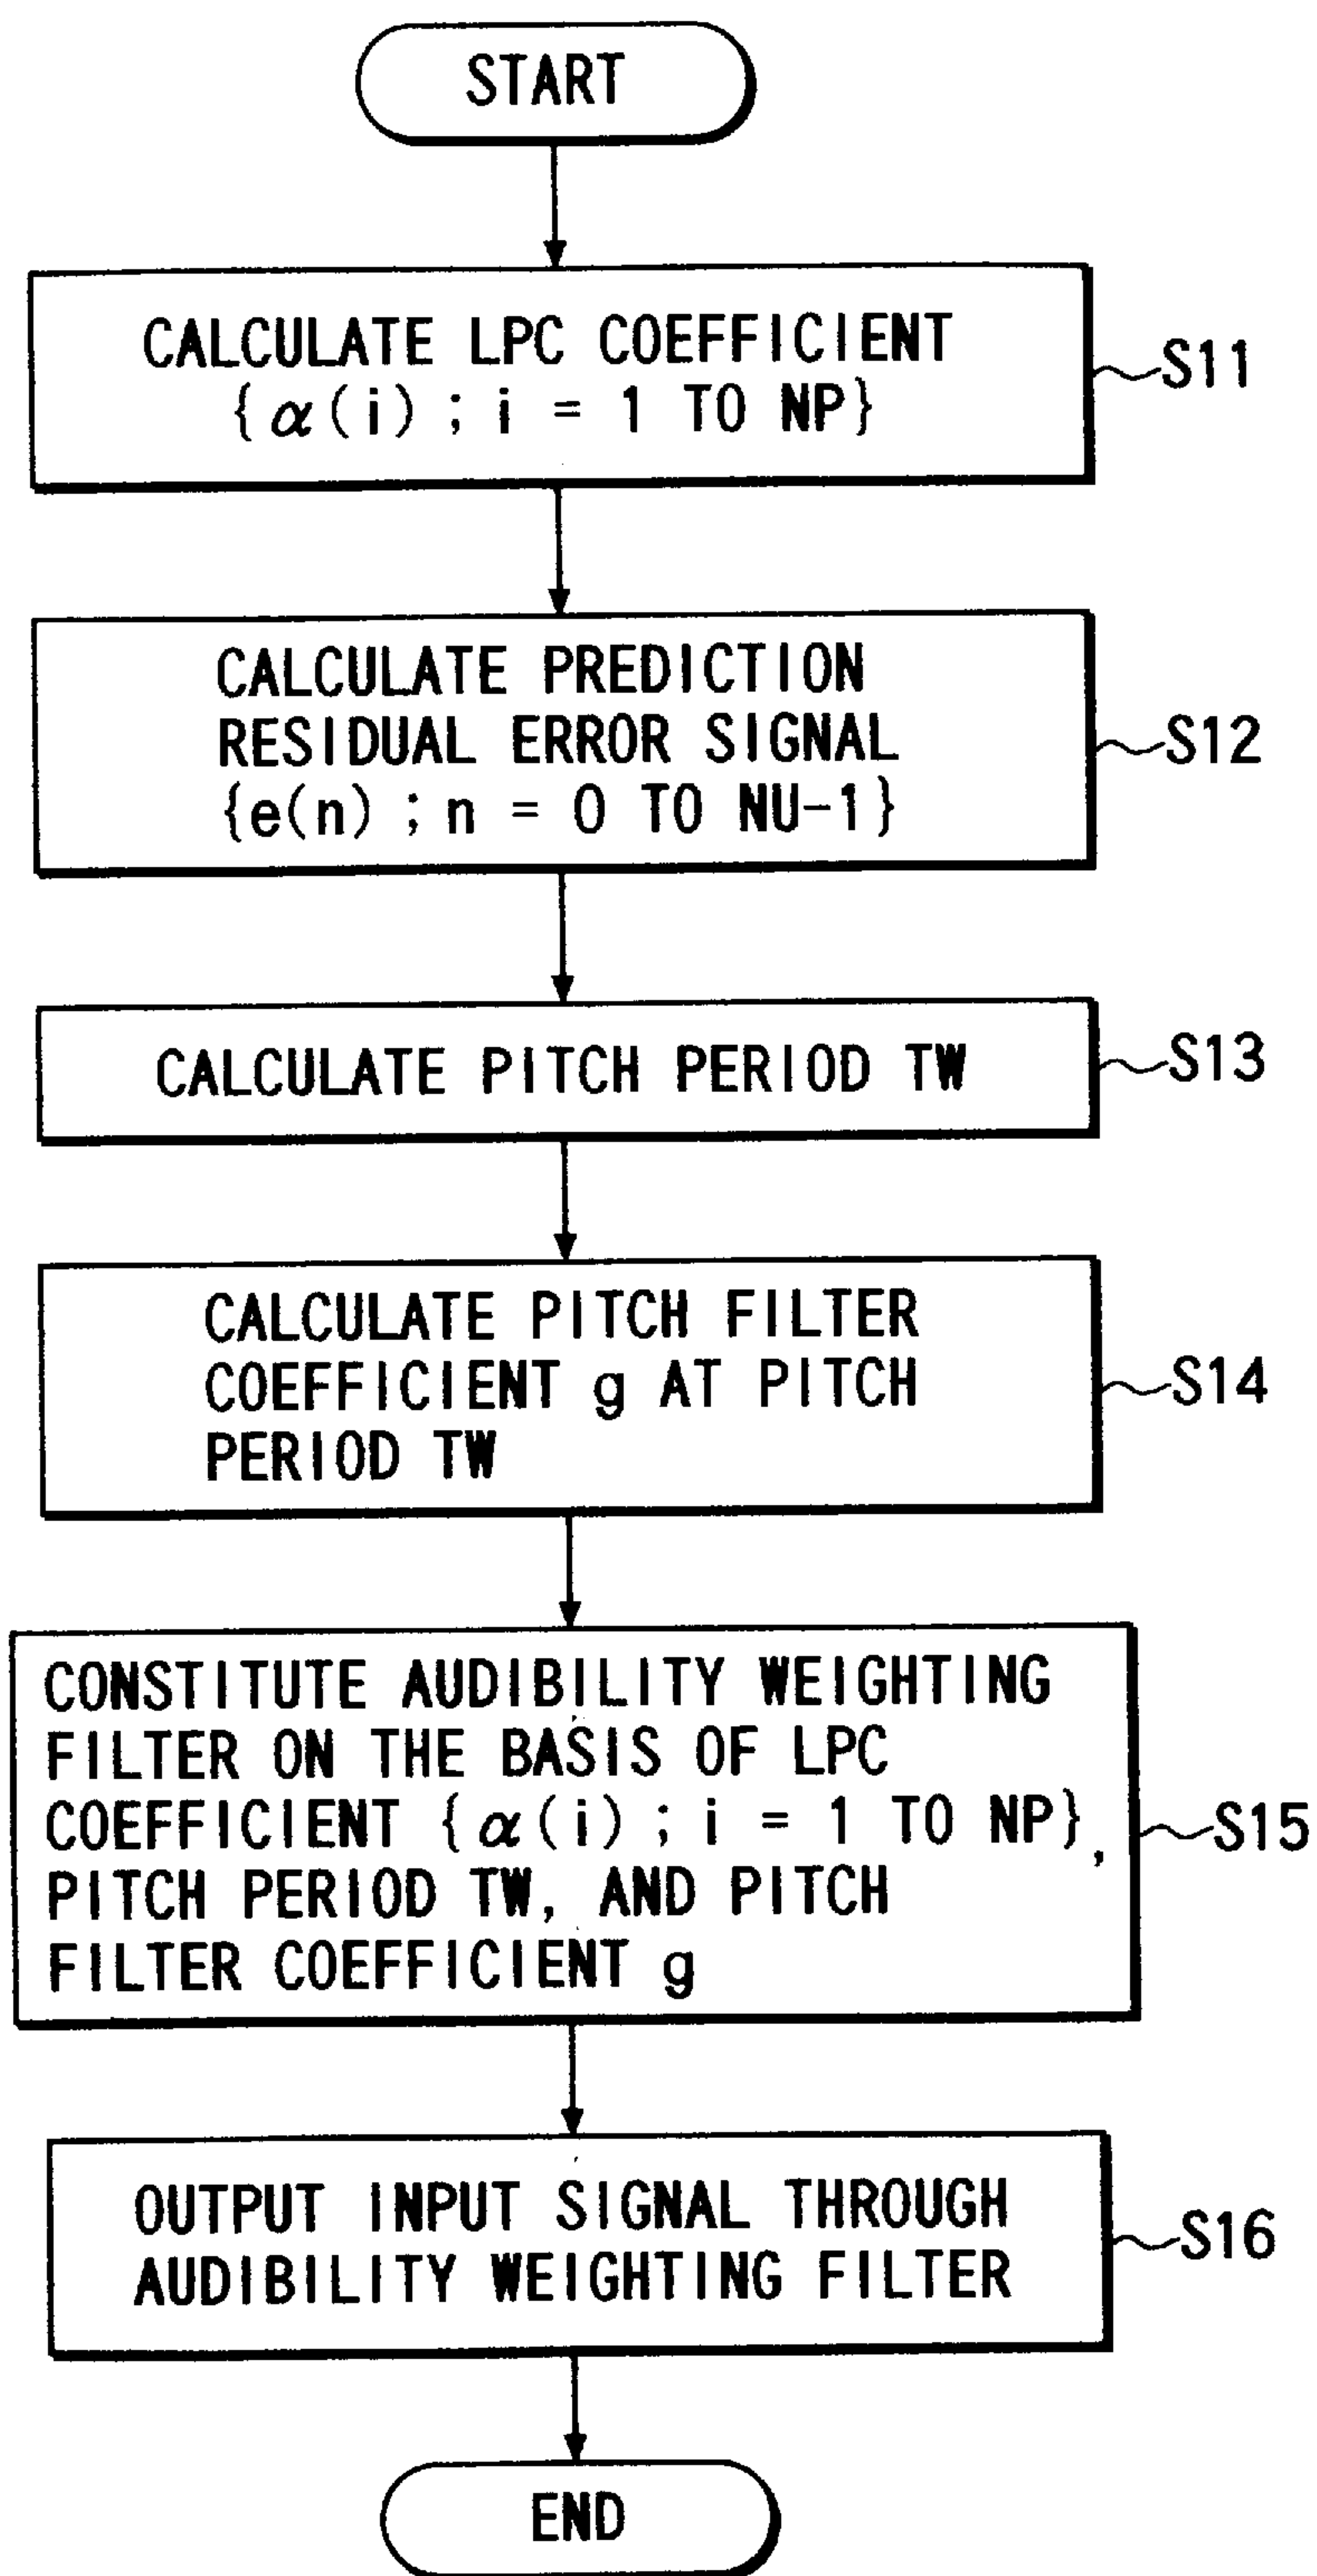 START
CALCULATE LPC COEFFICIENT
{α(i) ; i = 1 TO NP}
S11
CALCULATE PREDICTION
RESIDUAL ERROR SIGNAL
{e(n) ; n = 0 TO NU-1}
S12
CALCULATE PITCH PERIOD TW
S13
CALCULATE PITCH FILTER
COEFFICIENT g AT PITCH
PERIOD TW
S14
CONSTITUTE AUDIBILITY WEIGHTING
FILTER ON THE BASIS OF LPC
COEFFICIENT {α(i) ; i = 1 TO NP},
PITCH PERIOD TW, AND PITCH
FILTER COEFFICIENT g
S15
OUTPUT INPUT SIGNAL THROUGH
AUDIBILITY WEIGHTING FILTER
S16
END